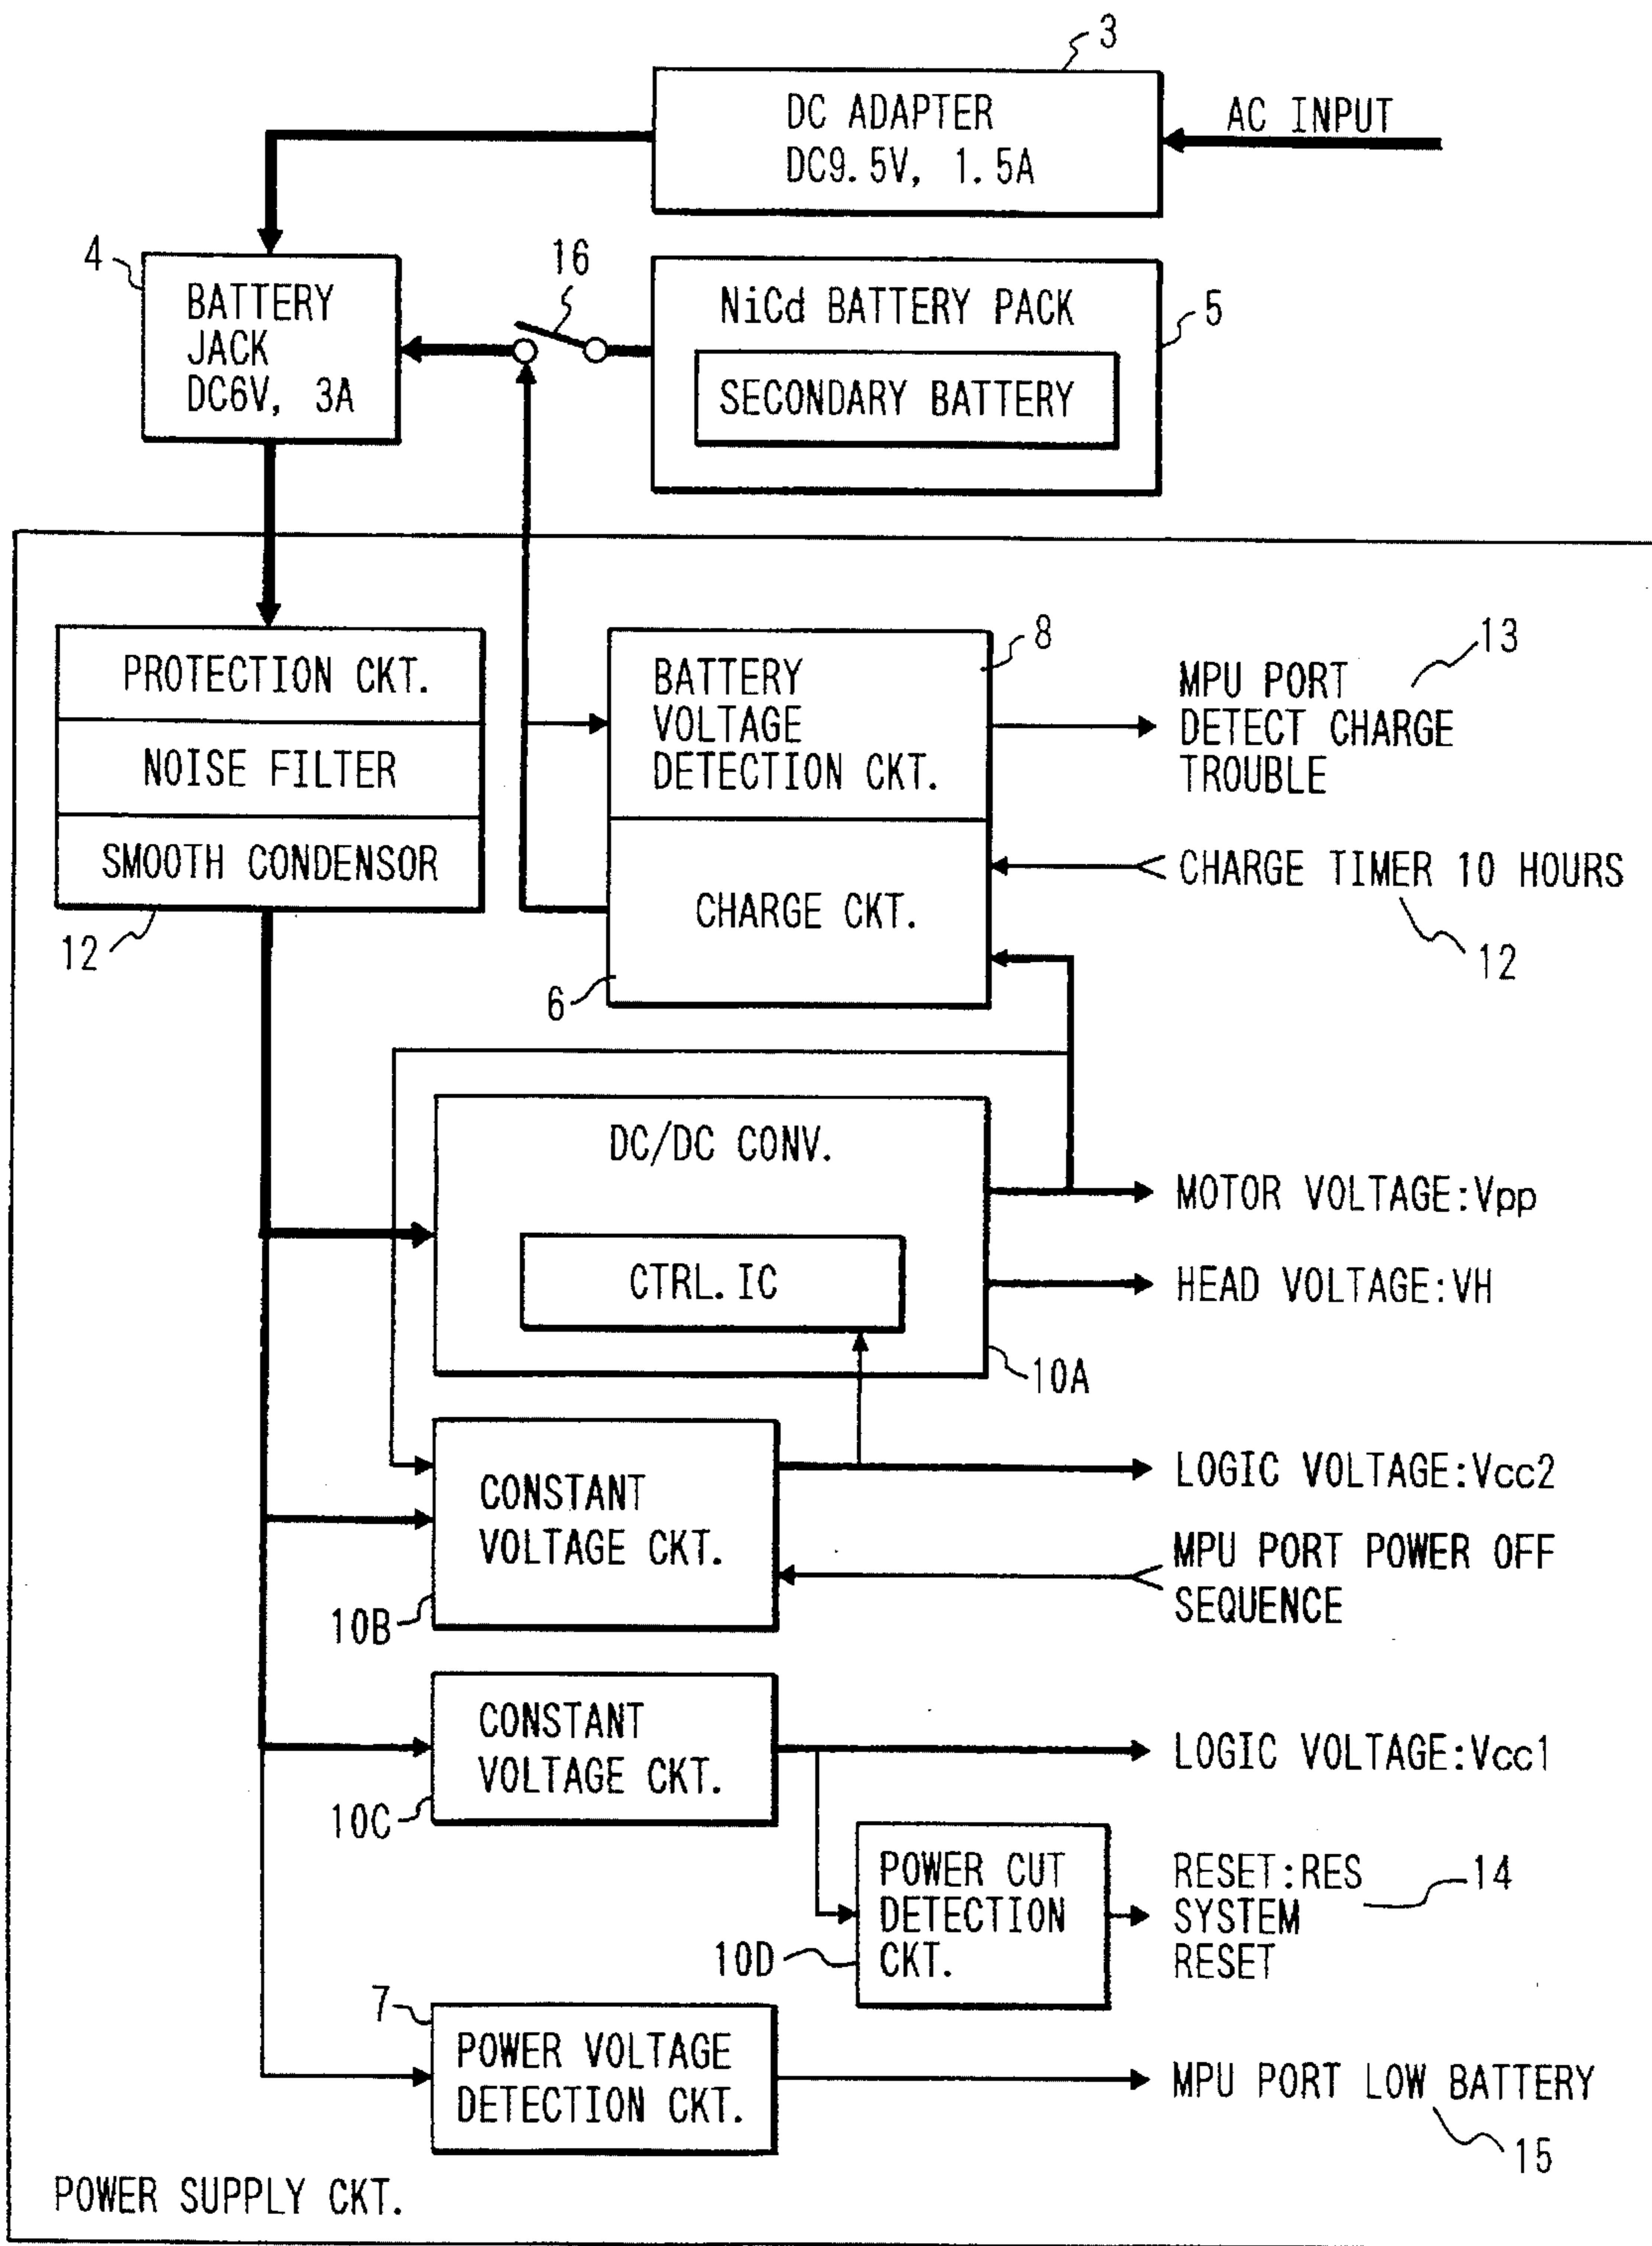 3
DC ADAPTER
DC9.5V, 1.5A
AC INPUT
4
BATTERY
JACK
DC6V, 3A
16
NiCd BATTERY PACK
SECONDARY BATTERY
5
PROTECTION CKT.
NOISE FILTER
SMOOTH CONDENSOR
12
8
BATTERY
VOLTAGE
DETECTION CKT.
CHARGE CKT.
6
13
MPU PORT
DETECT CHARGE
TROUBLE
CHARGE TIMER 10 HOURS
12
DC/DC CONV.
CTRL.IC
10A
MOTOR VOLTAGE:Vpp
HEAD VOLTAGE:VH
CONSTANT
VOLTAGE CKT.
10B
LOGIC VOLTAGE:Vcc2
MPU PORT POWER OFF
SEQUENCE
CONSTANT
VOLTAGE CKT.
10C
LOGIC VOLTAGE:Vcc1
POWER CUT
DETECTION
CKT.
10D
RESET:RES
SYSTEM
RESET
14
7
POWER VOLTAGE
DETECTION CKT.
MPU PORT LOW BATTERY
15
POWER SUPPLY CKT.